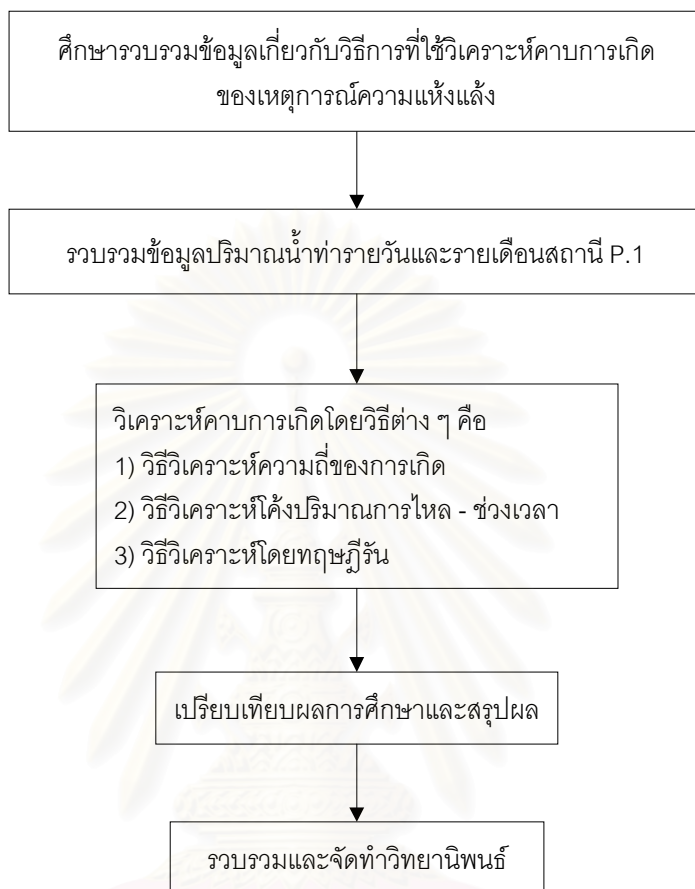 ศึกษารวบรวมข้อมูลเกี่ยวกับวิธีการที่ใช้วิเคราะห์คาบการเกิด
ของเหตุการณ์ความแห้งแล้ง
รวบรวมข้อมูลปริมาณน้ำท่ารายวันและรายเดือนสถานี P.1
วิเคราะห์คาบการเกิดโดยวิธีต่าง ๆ คือ
1) วิธีวิเคราะห์ความถี่ของการเกิด
2) วิธีวิเคราะห์โค้งปริมาณการไหล - ช่วงเวลา
3) วิธีวิเคราะห์โดยทฤษฎีรัน
เปรียบเทียบผลการศึกษาและสรุปผล
รวบรวมและจัดทำวิทยานิพนธ์